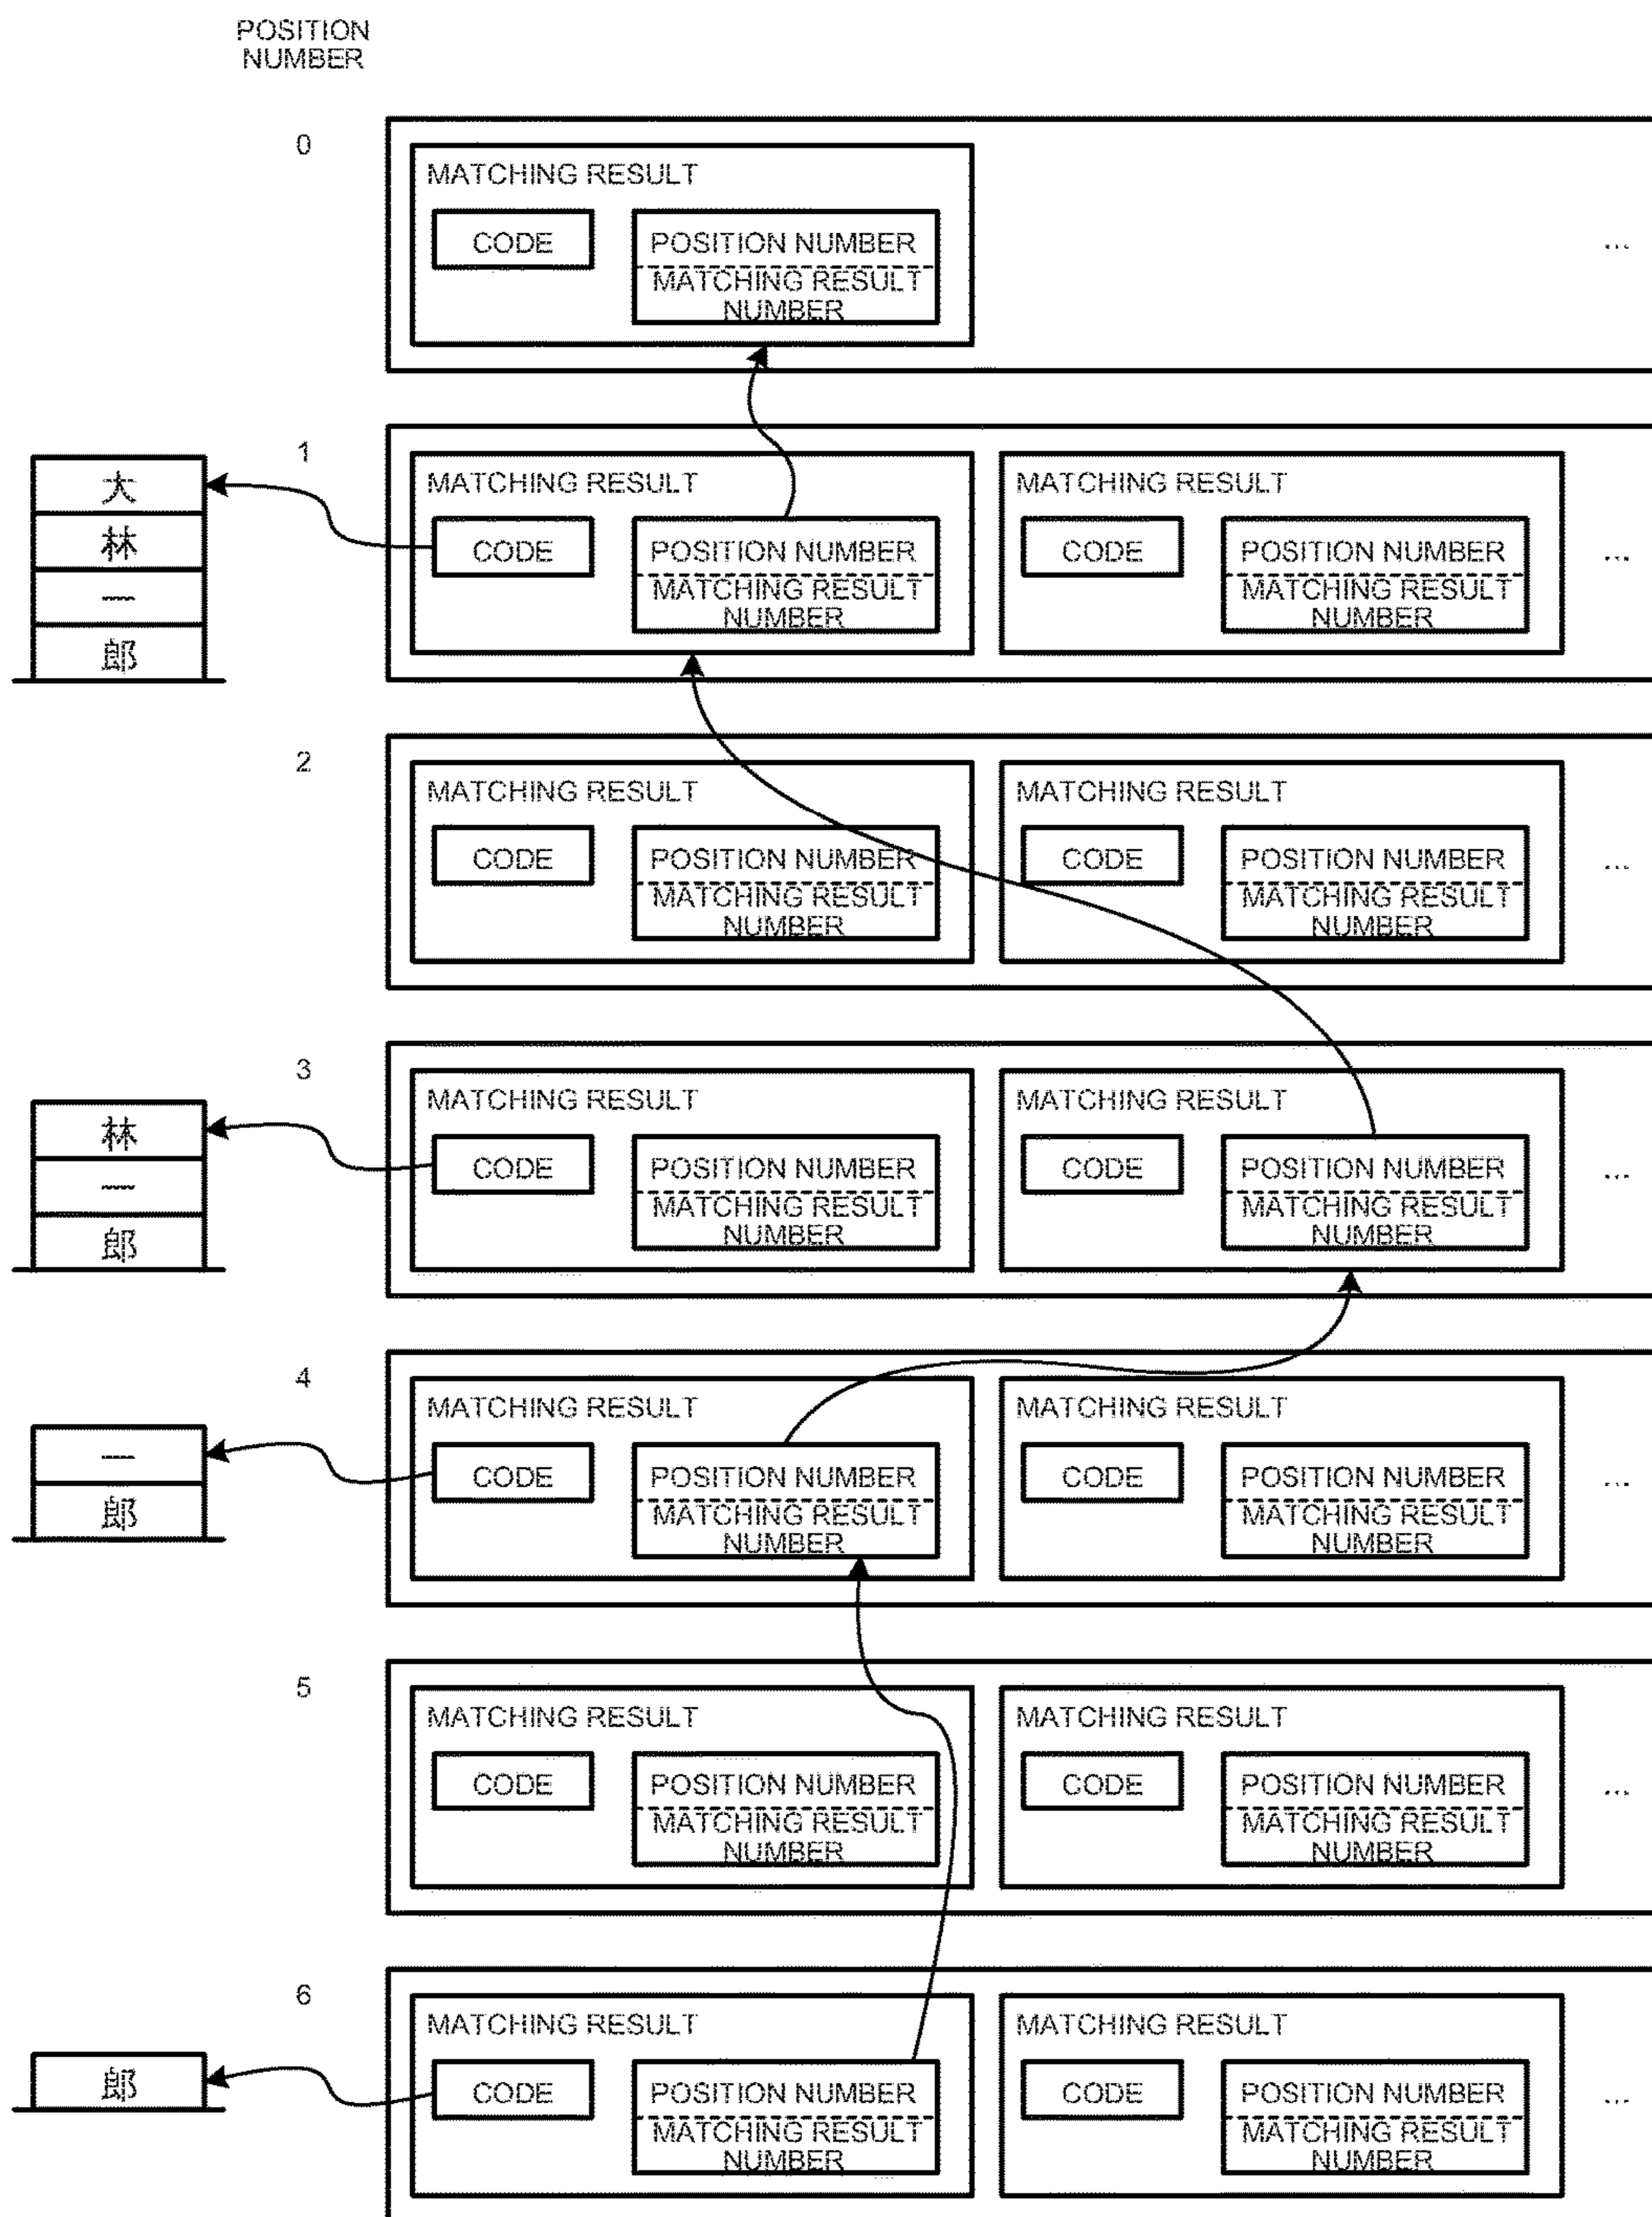 POSITION
NUMBER
0
MATCHING RESULT
CODE
POSITION NUMBER
MATCHING RESULT
NUMBER
...
1
大
林
一
郎
MATCHING RESULT
CODE
POSITION NUMBER
MATCHING RESULT
NUMBER
MATCHING RESULT
CODE
POSITION NUMBER
MATCHING RESULT
NUMBER
...
2
MATCHING RESULT
CODE
POSITION NUMBER
MATCHING RESULT
NUMBER
MATCHING RESULT
CODE
POSITION NUMBER
MATCHING RESULT
NUMBER
...
3
林
一
郎
MATCHING RESULT
CODE
POSITION NUMBER
MATCHING RESULT
NUMBER
MATCHING RESULT
CODE
POSITION NUMBER
MATCHING RESULT
NUMBER
...
4
一
郎
MATCHING RESULT
CODE
POSITION NUMBER
MATCHING RESULT
NUMBER
MATCHING RESULT
CODE
POSITION NUMBER
MATCHING RESULT
NUMBER
...
5
MATCHING RESULT
CODE
POSITION NUMBER
MATCHING RESULT
NUMBER
MATCHING RESULT
CODE
POSITION NUMBER
MATCHING RESULT
NUMBER
...
6
郎
MATCHING RESULT
CODE
POSITION NUMBER
MATCHING RESULT
NUMBER
MATCHING RESULT
CODE
POSITION NUMBER
MATCHING RESULT
NUMBER
...